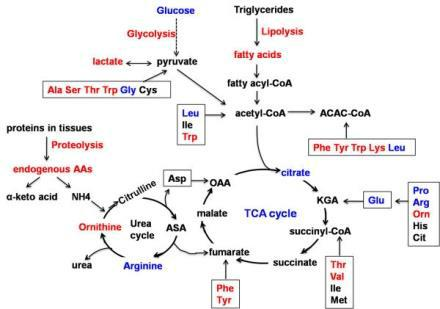 Glucose
Triglycerides
Glycolysis
Lipolysis
lactate
pyruvate
fatty acids
fatty acyl-CoA
Ala Ser Thr Trp Gly Cys
Leu
Ile
Trp
acetyl-CoA
ACAC-CoA
proteins in tissues
Proteolysis
Phe Tyr Trp Lys Leu
endogenous AAs
α-keto acid
NH4
Citrulline
Asp
OAA
citrate
Ornithine
Urea
cycle
ASA
malate
TCA cycle
KGA
Glu
Pro
Arg
Orn
His
Cit
succinyl-CoA
urea
Arginine
fumarate
succinate
Phe
Tyr
Thr
Val
Ile
Met